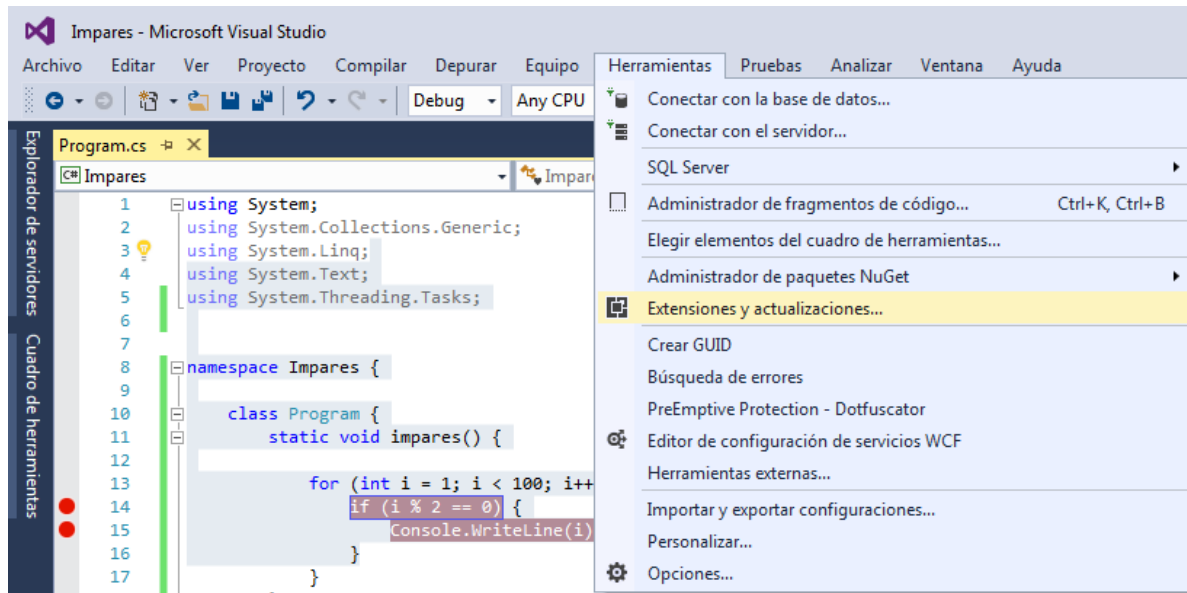 Impares - Microsoft Visual Studio
Archivo Editar Ver Proyecto Compilar Depurar Equipo Herramientas Pruebas Analizar Ventana Ayuda
Debug Any CPU
Explorador de servidores
Cuadro de herramientas
Program.cs
C# Impares
Impare
1 using System;
2 using System.Collections.Generic;
3 using System.Linq;
4 using System.Text;
5 using System.Threading.Tasks;
6
7
8 namespace Impares {
9
10 class Program {
11 static void impares() {
12
13 for (int i = 1; i < 100; i++
14 if (i % 2 == 0) {
15 Console.WriteLine(i)
16 }
17 }
Conectar con la base de datos...
Conectar con el servidor...
SQL Server
Administrador de fragmentos de código... Ctrl+K, Ctrl+B
Elegir elementos del cuadro de herramientas...
Administrador de paquetes NuGet
Extensiones y actualizaciones...
Crear GUID
Búsqueda de errores
PreEmptive Protection - Dotfuscator
Editor de configuración de servicios WCF
Herramientas externas...
Importar y exportar configuraciones...
Personalizar...
Opciones...